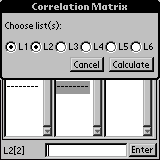 Correlation Matrix
Choose list(s):
L1 L2 L3 L4 L5 L6
Cancel Calculate
L2[2] Enter